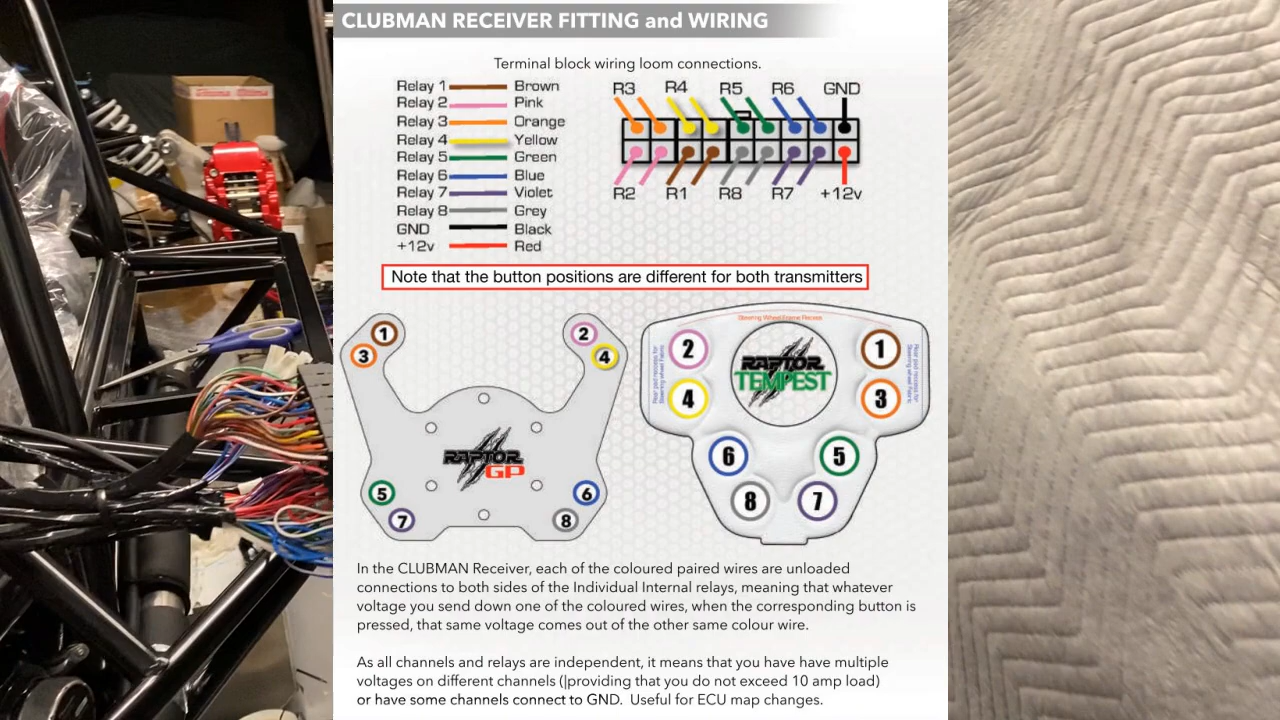 CLUBMAN RECEIVER FITTING and WIRING
Terminal block wiring loom connections.
Relay 1 Brown
Relay 2 Pink
Relay 3 Orange
Relay 4 Yellow
Relay 5 Green
Relay 6 Blue
Relay 7 Violet
Relay 8 Grey
GND Black
+12v Red
R3 R4 R5 R6 GND
R2 R1 R8 R7 +12v
Note that the button positions are different for both transmitters
1
3
2
4
RAPTOR
GP
5
7
6
8
Steering Wheel Frame Recess
2
4
RAPTOR
TEMPEST
1
3
6
5
8
7
In the CLUBMAN Receiver, each of the coloured paired wires are unloaded
connections to both sides of the Individual Internal relays, meaning that whatever
voltage you send down one of the coloured wires, when the corresponding button is
pressed, that same voltage comes out of the other same colour wire.
As all channels and relays are independent, it means that you have have multiple
voltages on different channels (|providing that you do not exceed 10 amp load)
or have some channels connect to GND.  Useful for ECU map changes.